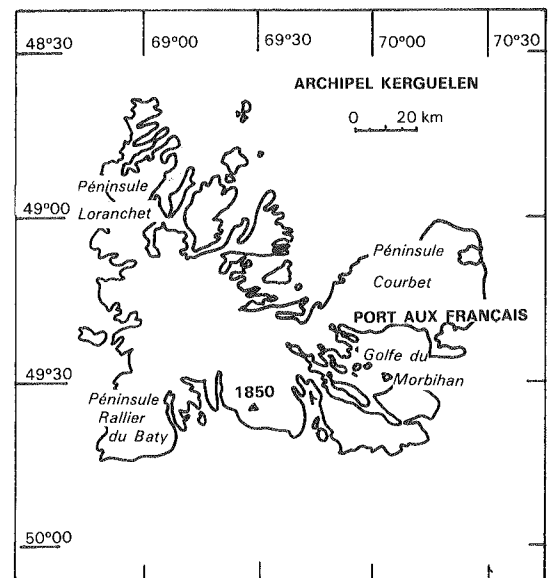 48°30
69°00
69°30
70°00
70°30
ARCHIPEL KERGUELEN
0 20 km
Péninsule
Loranchet
49°00
Péninsule
Courbet
PORT AUX FRANÇAIS
Golfe du
Morbihan
49°30
1850
Péninsule
Rallier
du Baty
50°00